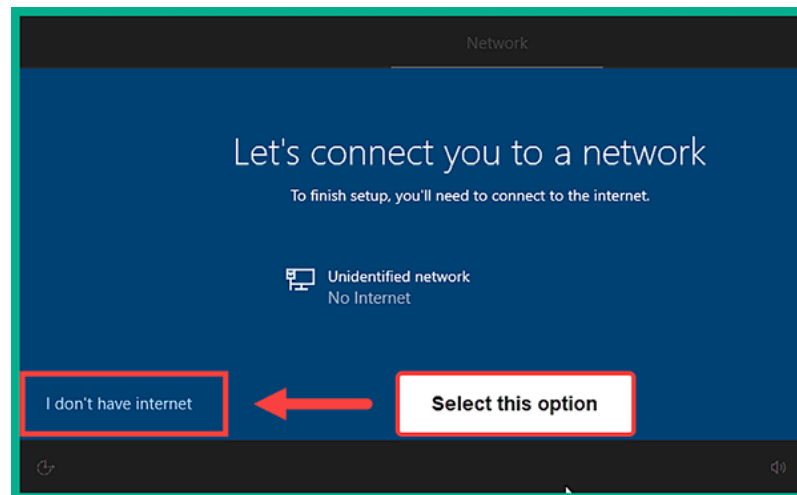 Network
Let's connect you to a network
To finish setup, you'll need to connect to the internet.
Unidentified network
No Internet
I don't have internet
Select this option